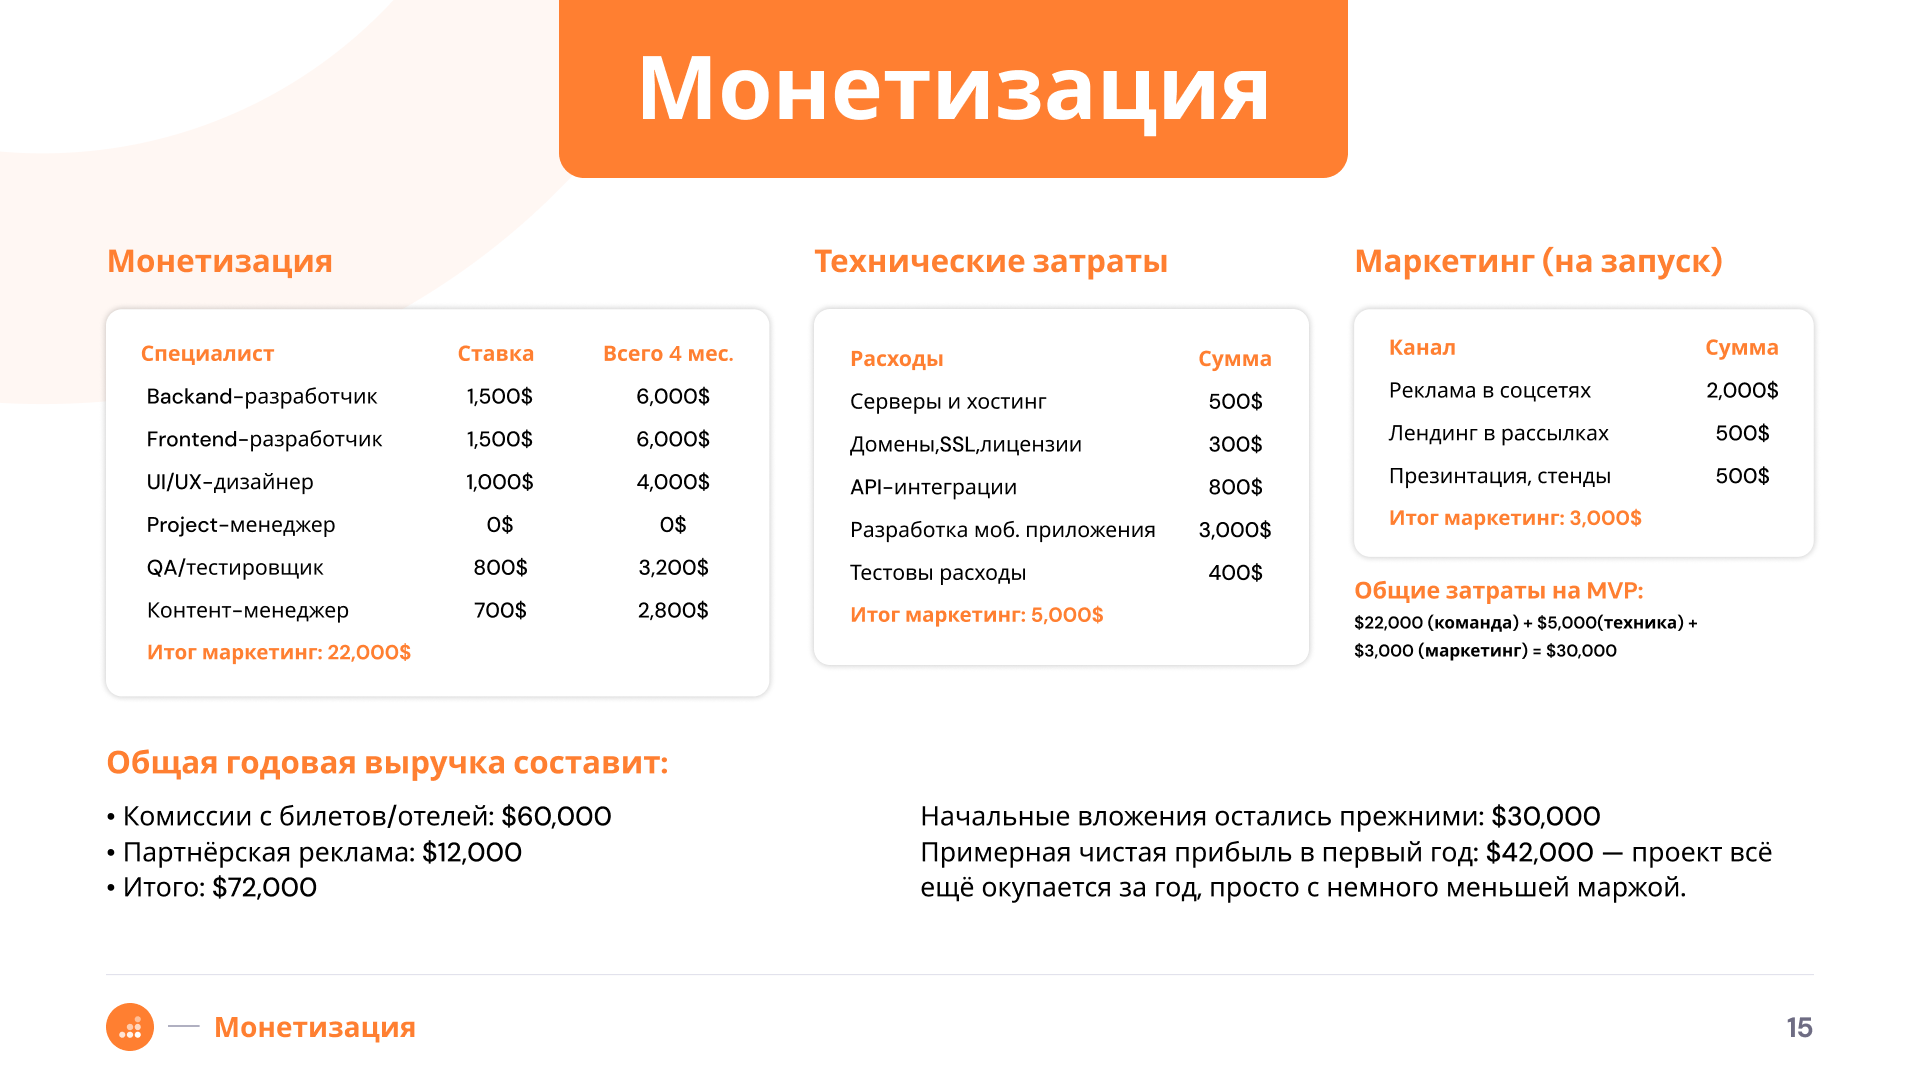 Монетизация
Монетизация
Специалист Ставка Всего 4 мес.
Backand-разработчик 1,500$ 6,000$
Frontend-разработчик 1,500$ 6,000$
UI/UX-дизайнер 1,000$ 4,000$
Project-менеджер 0$ 0$
QA/тестировщик 800$ 3,200$
Контент-менеджер 700$ 2,800$
Итог маркетинг: 22,000$
Технические затраты
Расходы Сумма
Серверы и хостинг 500$
Домены,SSL,лицензии 300$
API-интеграции 800$
Разработка моб. приложения 3,000$
Тестовы расходы 400$
Итог маркетинг: 5,000$
Маркетинг (на запуск)
Канал Сумма
Реклама в соцсетях 2,000$
Лендинг в рассылках 500$
Презинтация, стенды 500$
Итог маркетинг: 3,000$
Общие затраты на MVP:
$22,000 (команда) + $5,000(техника) +
$3,000 (маркетинг) = $30,000
Общая годовая выручка составит:
• Комиссии с билетов/отелей: $60,000
• Партнёрская реклама: $12,000
• Итого: $72,000
Начальные вложения остались прежними: $30,000
Примерная чистая прибыль в первый год: $42,000 — проект всё
ещё окупается за год, просто с немного меньшей маржой.
Монетизация
15